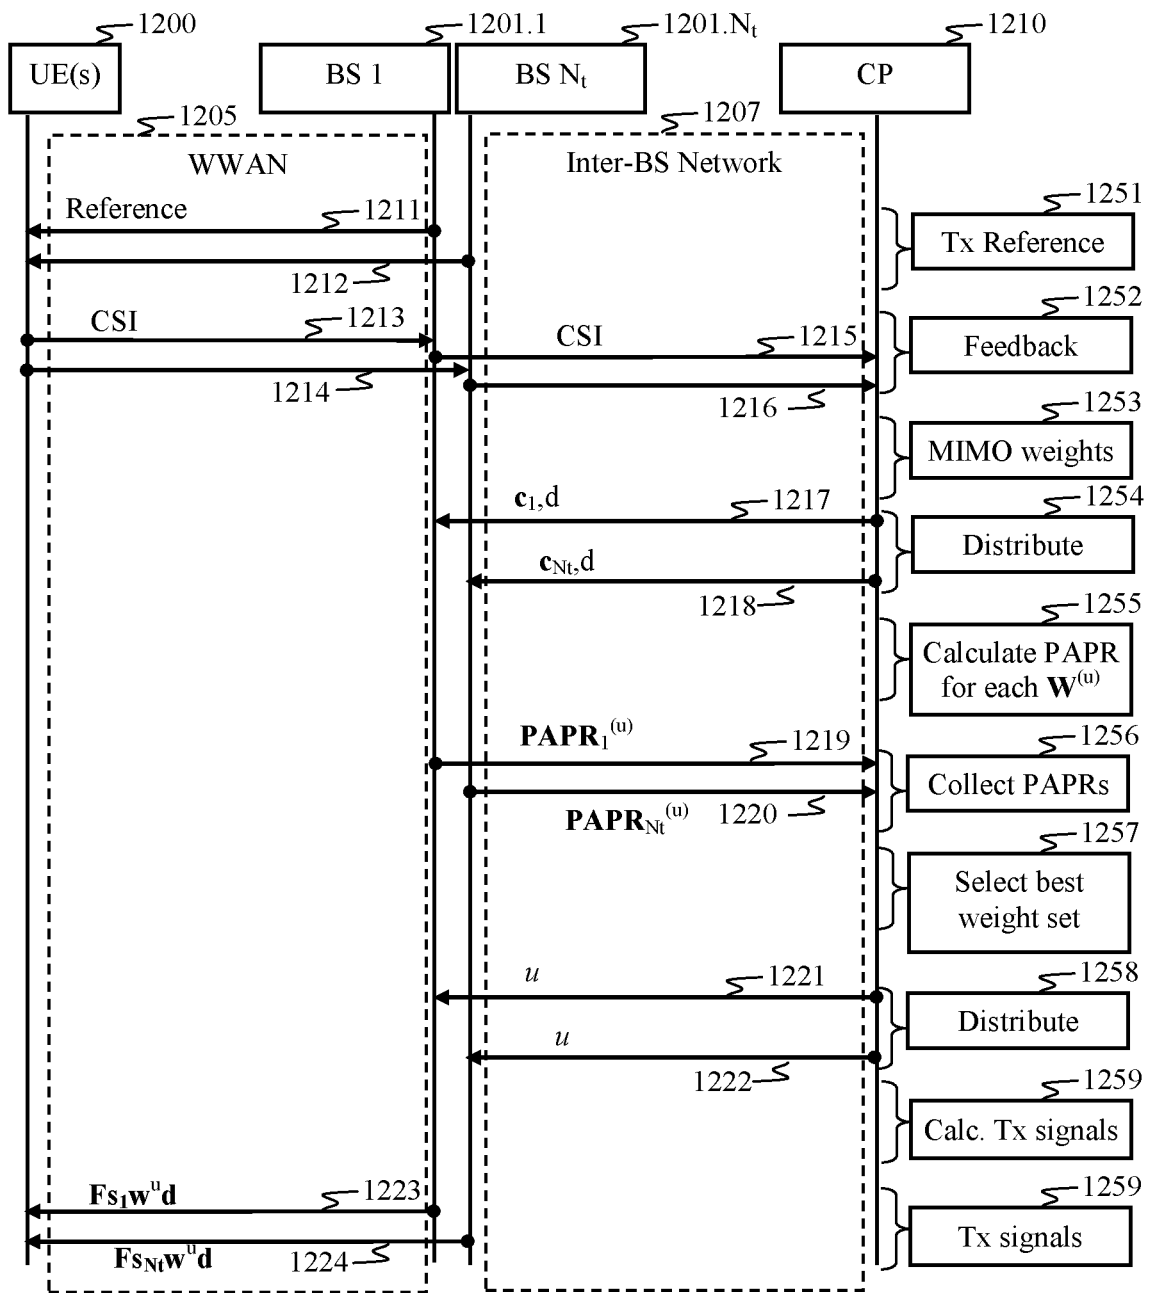 1200
1201.1
1201.Nt
1210
UE(s)
BS 1
BS Nt
CP
1205
1207
WWAN
Inter-BS Network
Reference
1211
1251
Tx Reference
1212
CSI
1213
CSI
1215
1252
Feedback
1214
1216
1253
MIMO weights
c1,d
1217
1254
Distribute
cNt,d
1218
1255
Calculate PAPR
for each W(u)
PAPR1(u)
1219
1256
Collect PAPRs
PAPRNt(u)
1220
1257
Select best
weight set
u
1221
1258
Distribute
u
1222
1259
Calc. Tx signals
Fs1wud
1223
1259
Tx signals
FsNtwud
1224